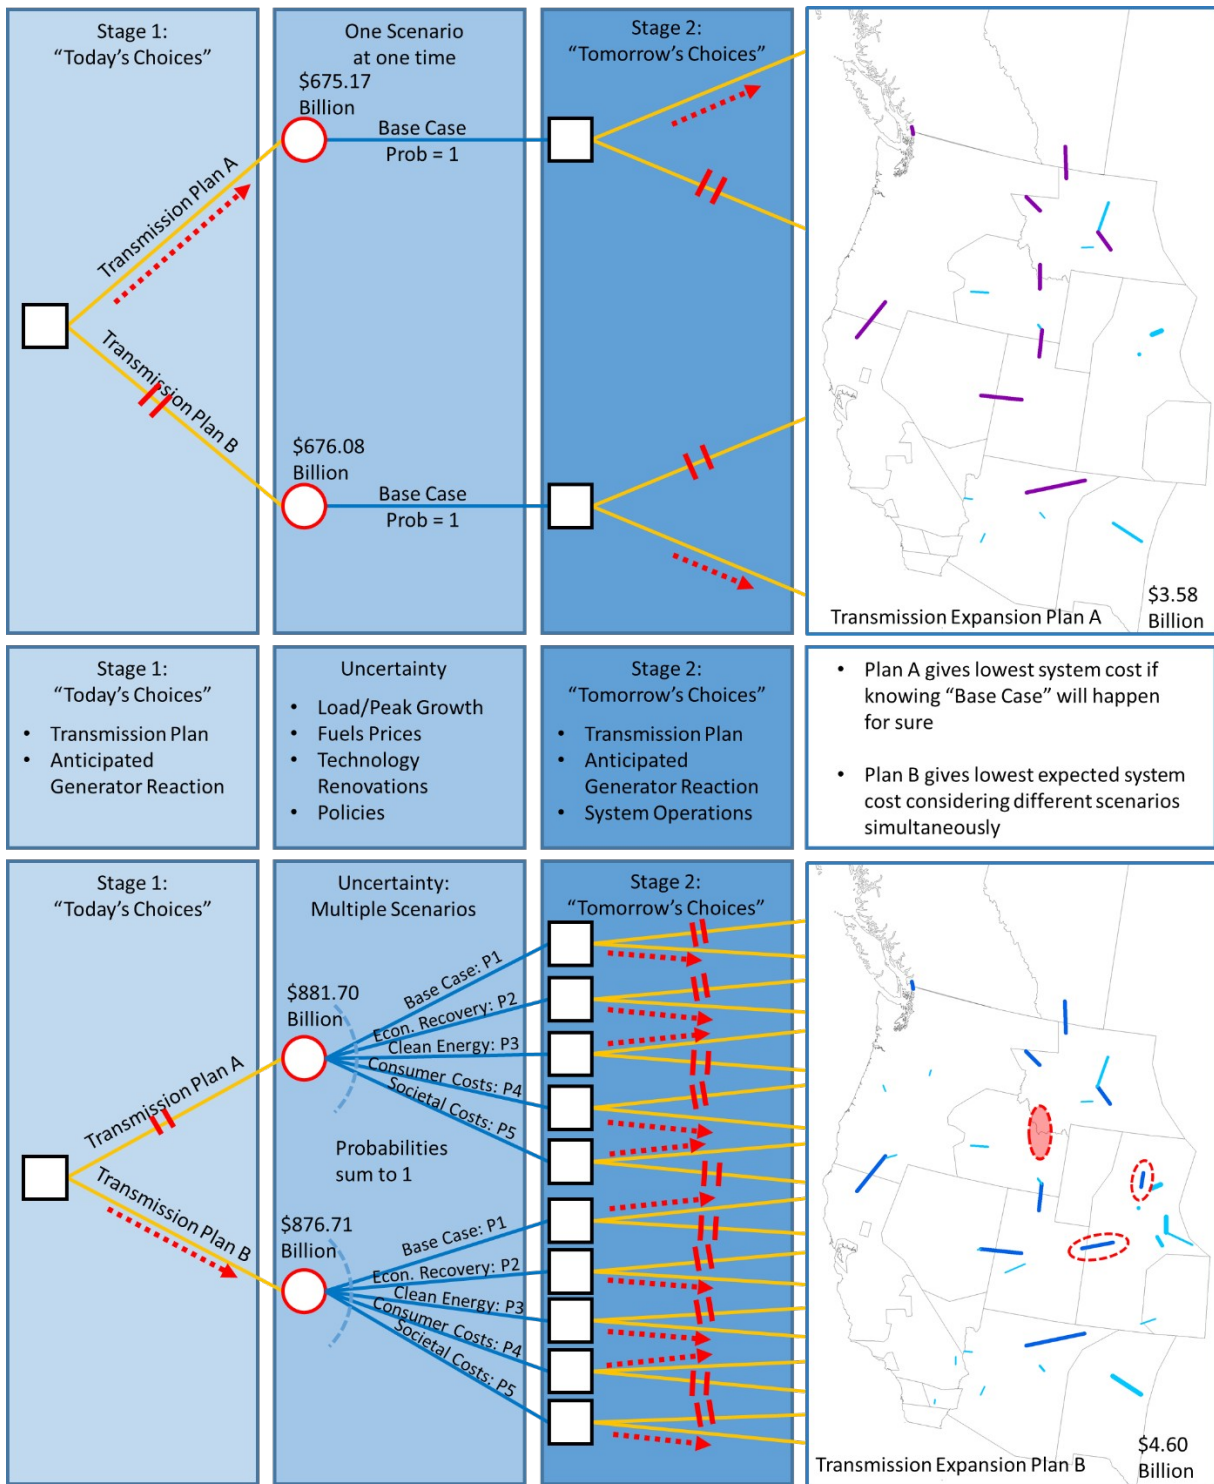 Stage 1:
“Today’s Choices”
One Scenario
at one time
Stage 2:
“Tomorrow’s Choices”
$675.17
Billion
Base Case
Prob = 1
Transmission Plan A
Transmission Plan B
$676.08
Billion
Base Case
Prob = 1
$3.58
Billion
Transmission Expansion Plan A
Stage 1:
“Today’s Choices”
• Transmission Plan
• Anticipated
Generator Reaction
Uncertainty
• Load/Peak Growth
• Fuels Prices
• Technology
Renovations
• Policies
Stage 2:
“Tomorrow’s Choices”
• Transmission Plan
• Anticipated
Generator Reaction
• System Operations
• Plan A gives lowest system cost if
knowing “Base Case” will happen
for sure
• Plan B gives lowest expected system
cost considering different scenarios
simultaneously
Stage 1:
“Today’s Choices”
Uncertainty:
Multiple Scenarios
Stage 2:
“Tomorrow’s Choices”
$881.70
Billion
Base Case: P1
Econ. Recovery: P2
Clean Energy: P3
Consumer Costs: P4
Societal Costs: P5
Transmission Plan A
Transmission Plan B
Probabilities
sum to 1
$876.71
Billion
Base Case: P1
Econ. Recovery: P2
Clean Energy: P3
Consumer Costs: P4
Societal Costs: P5
$4.60
Billion
Transmission Expansion Plan B